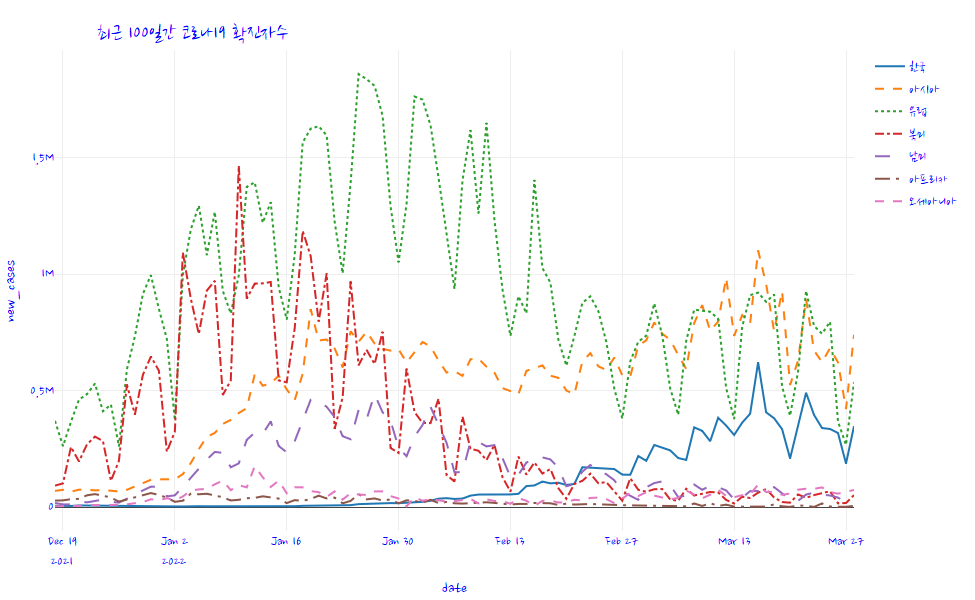 최근 100일간 코로나19 확진자수
한국
아시아
유럽
북미
남미
아프리카
오세아니아
1.5M
1M
0.5M
0
new_cases
Dec 19
2021
Jan 2
2022
Jan 16
Jan 30
Feb 13
Feb 27
Mar 13
Mar 27
date